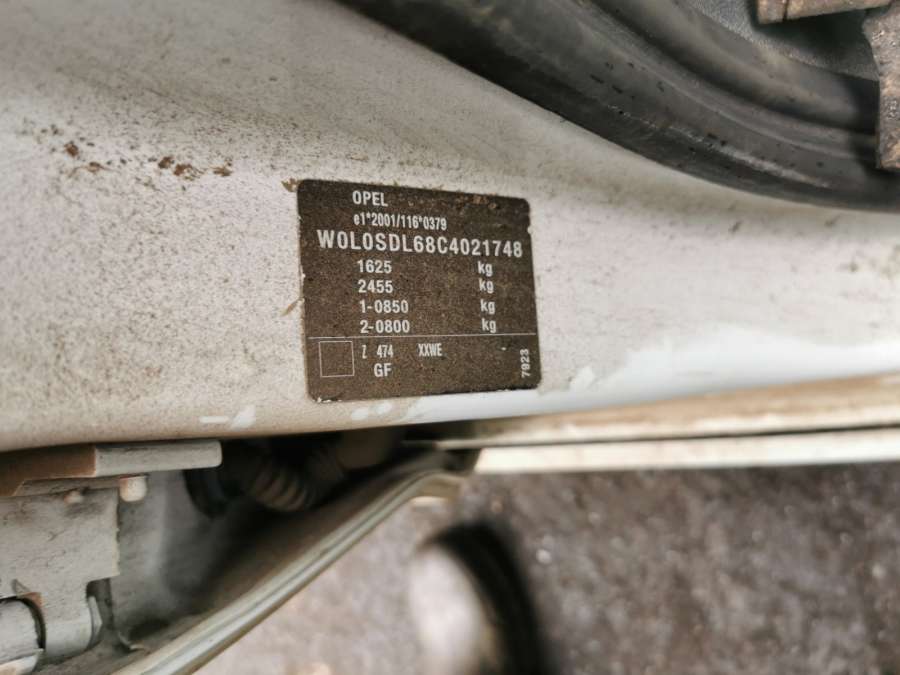 OPEL
e1*2001/116*0379
W0L0SDL68C4021748
1625 kg
2455 kg
1-0850 kg
2-0800 kg
Z 474 XXWE
GF
7923